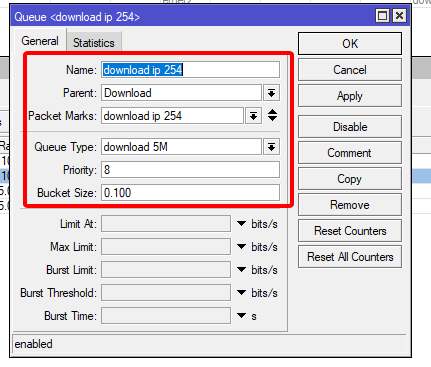 Queue <download ip 254>
General Statistics
OK
Name: download ip 254
Cancel
Parent: Download
Apply
Packet Marks: download ip 254
Disable
Queue Type: download 5M
Comment
Priority: 8
Copy
Bucket Size: 0.100
Remove
Limit At: bits/s
Reset Counters
Max Limit: bits/s
Burst Limit: bits/s
Reset All Counters
Burst Threshold: bits/s
Burst Time: s
enabled